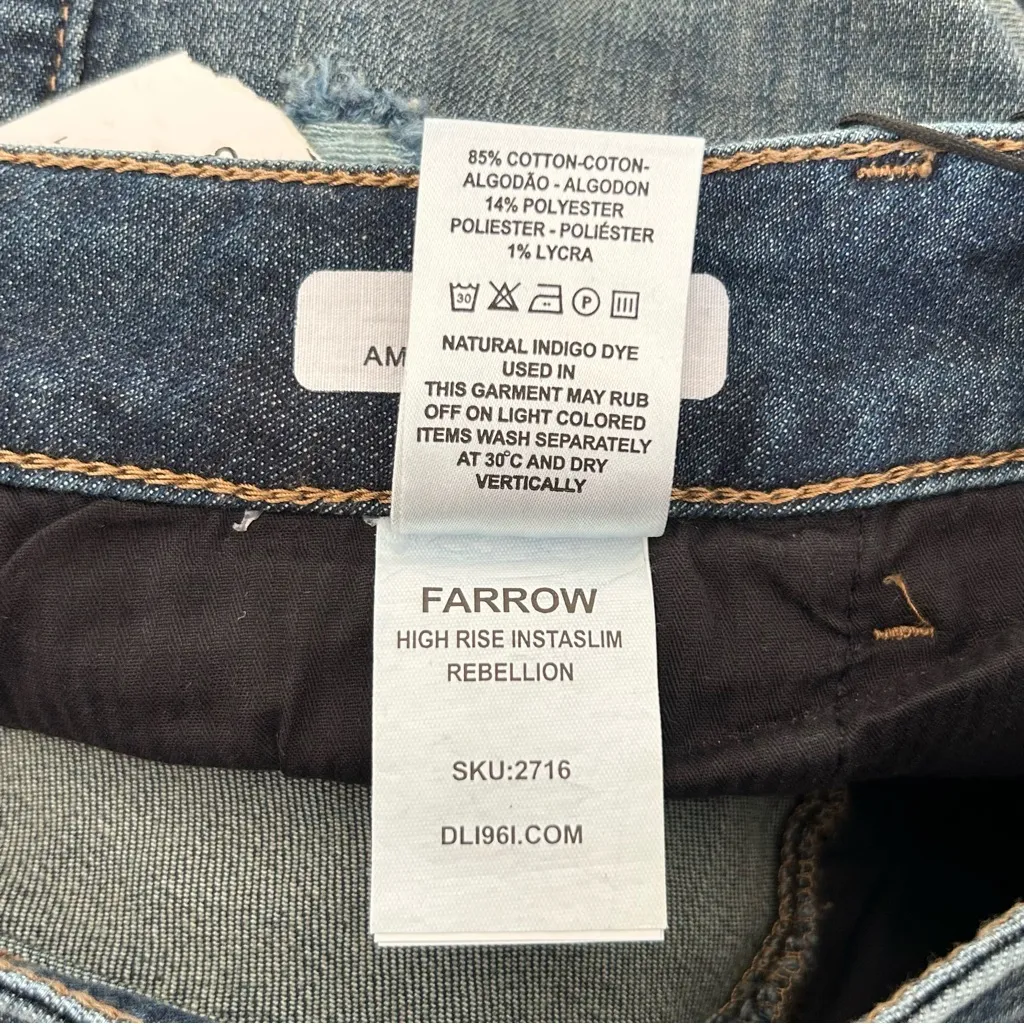 85% COTTON-COTON-
ALGODÃO - ALGODON
14% POLYESTER
POLIESTER - POLIÉSTER
1% LYCRA
30 P
NATURAL INDIGO DYE
USED IN
THIS GARMENT MAY RUB
OFF ON LIGHT COLORED
ITEMS WASH SEPARATELY
AT 30°C AND DRY
VERTICALLY
AM
FARROW
HIGH RISE INSTASLIM
REBELLION
SKU:2716
DL1961.COM